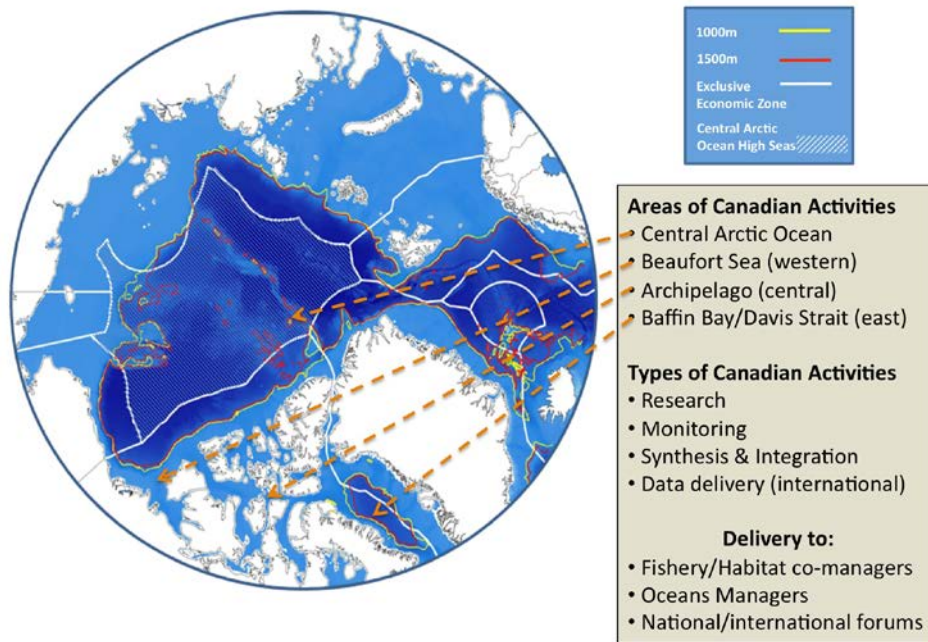 1000m
1500m
Exclusive
Economic Zone
Central Arctic
Ocean High Seas
Areas of Canadian Activities
• Central Arctic Ocean
• Beaufort Sea (western)
• Archipelago (central)
• Baffin Bay/Davis Strait (east)
Types of Canadian Activities
• Research
• Monitoring
• Synthesis & Integration
• Data delivery (international)
Delivery to:
• Fishery/Habitat co-managers
• Oceans Managers
• National/international forums